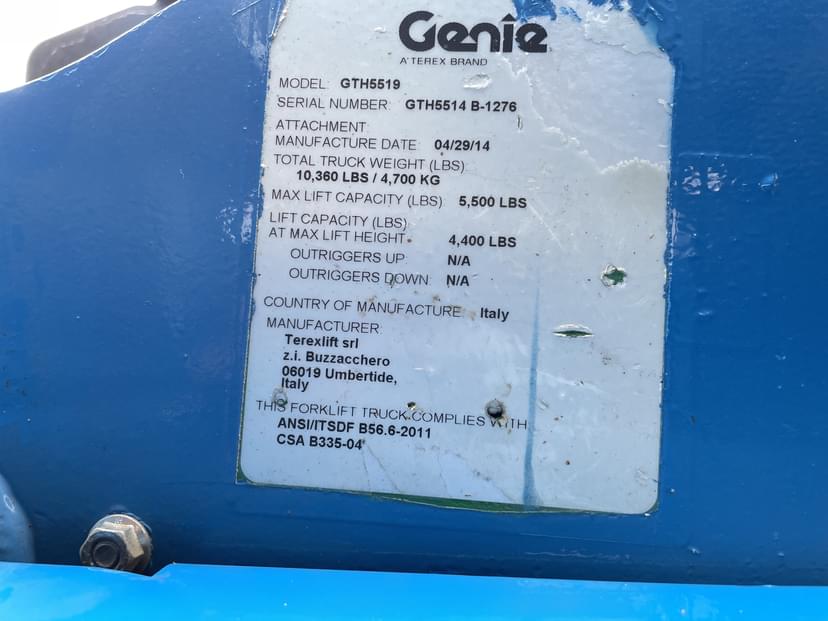 Genie
A TEREX BRAND
MODEL: GTH5519
SERIAL NUMBER: GTH5514 B-1276
ATTACHMENT:
MANUFACTURE DATE: 04/29/14
TOTAL TRUCK WEIGHT (LBS):
10,360 LBS / 4,700 KG
MAX LIFT CAPACITY (LBS): 5,500 LBS
LIFT CAPACITY (LBS)
AT MAX LIFT HEIGHT: 4,400 LBS
OUTRIGGERS UP: N/A
OUTRIGGERS DOWN: N/A
COUNTRY OF MANUFACTURE: Italy
MANUFACTURER:
Terexlift srl
z.i. Buzzacchero
06019 Umbertide,
Italy
THIS FORKLIFT TRUCK COMPLIES WITH
ANSI/ITSDF B56.6-2011
CSA B335-04